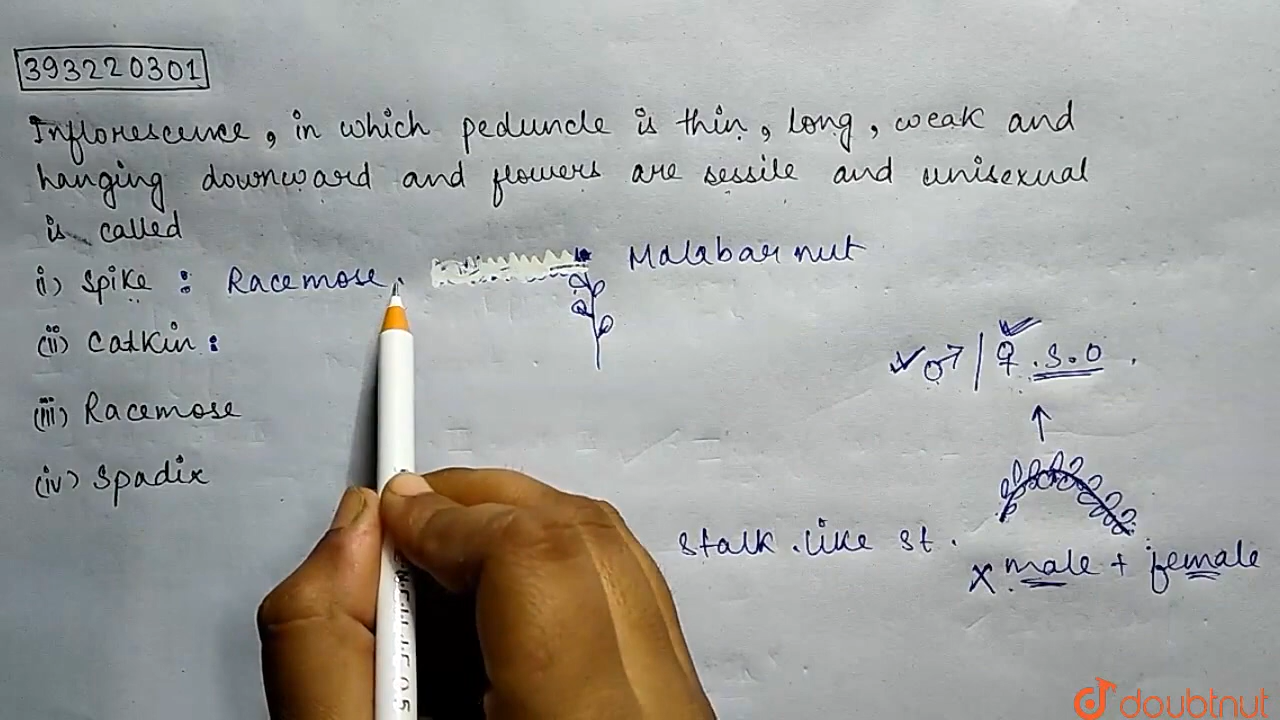 393220301
Inflorescence, in which peduncle is thin, long, weak and
hanging downward and flowers are sessile and unisexual
is called
(i) Spike : Racemose.
Malabar nut
(ii) Catkin :
♂ / ♀ . S.O
(iii) Racemose
(iv) Spadix
stalk like st.
x male + female
doubtnut